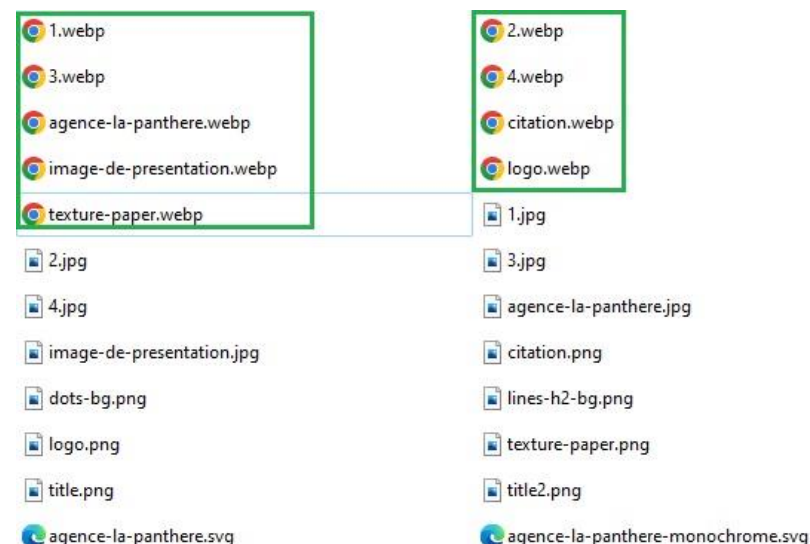 1.webp
2.webp
3.webp
4.webp
agence-la-panthere.webp
citation.webp
image-de-presentation.webp
logo.webp
texture-paper.webp
1.jpg
2.jpg
3.jpg
4.jpg
agence-la-panthere.jpg
image-de-presentation.jpg
citation.png
dots-bg.png
lines-h2-bg.png
logo.png
texture-paper.png
title.png
title2.png
agence-la-panthere.svg
agence-la-panthere-monochrome.svg